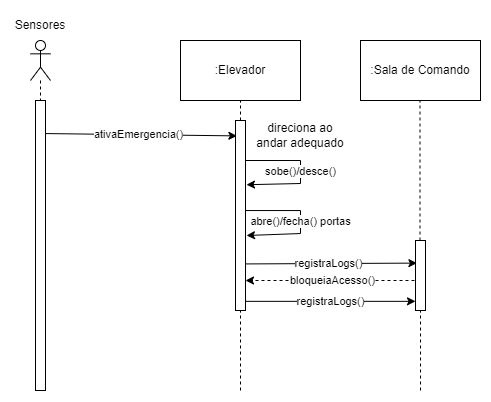 Sensores
:Elevador
:Sala de Comando
direciona ao
andar adequado
ativaEmergencia()
sobe()/desce()
abre()/fecha() portas
registraLogs()
bloqueiaAcesso()
registraLogs()